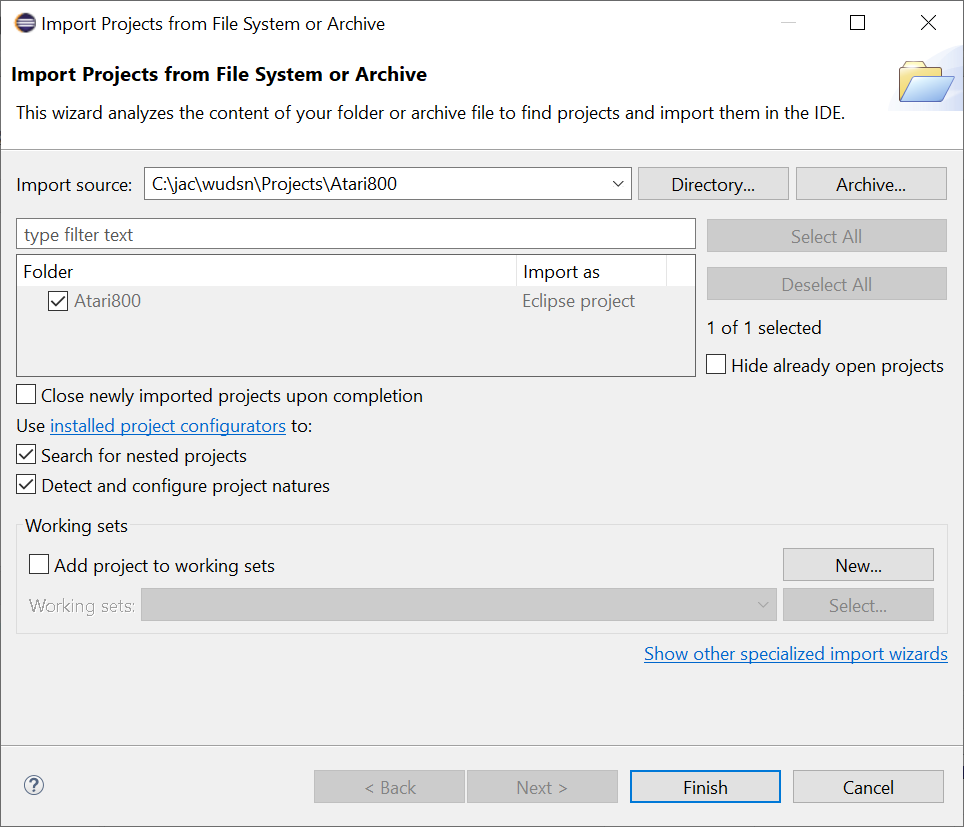 Import Projects from File System or Archive
Import Projects from File System or Archive
This wizard analyzes the content of your folder or archive file to find projects and import them in the IDE.
Import source: C:\jac\wudsn\Projects\Atari800 Directory... Archive...
type filter text Select All
Folder Import as
Deselect All
Atari800 Eclipse project
1 of 1 selected
Hide already open projects
Close newly imported projects upon completion
Use installed project configurators to:
Search for nested projects
Detect and configure project natures
Working sets
Add project to working sets New...
Working sets: Select...
Show other specialized import wizards
? < Back Next > Finish Cancel